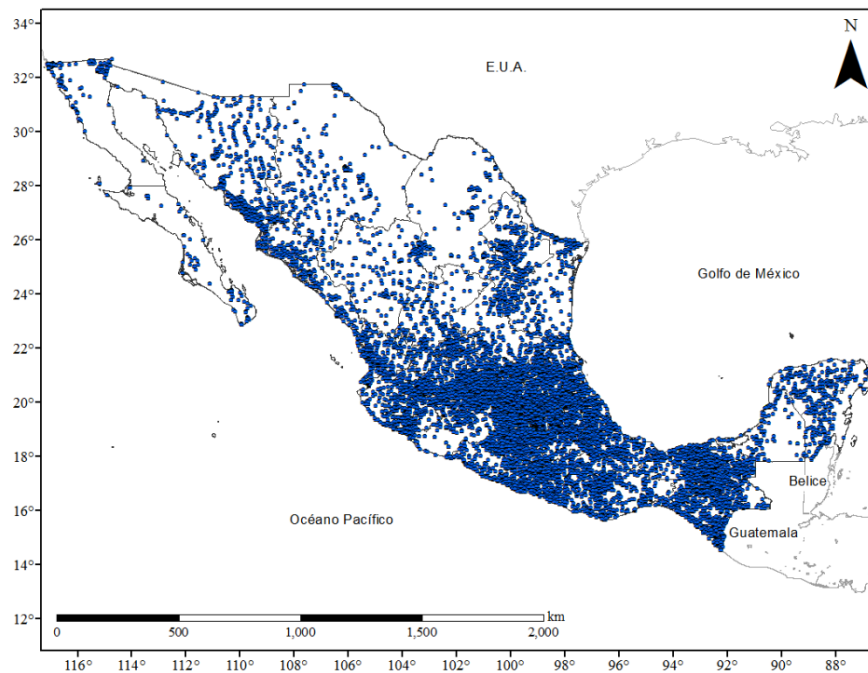 34°
N
E.U.A.
32°
30°
28°
26°
Golfo de México
24°
22°
20°
18°
Belice
16°
Océano Pacífico
Guatemala
14°
12°
km
0 500 1,000 1,500 2,000
116° 114° 112° 110° 108° 106° 104° 102° 100° 98° 96° 94° 92° 90° 88°